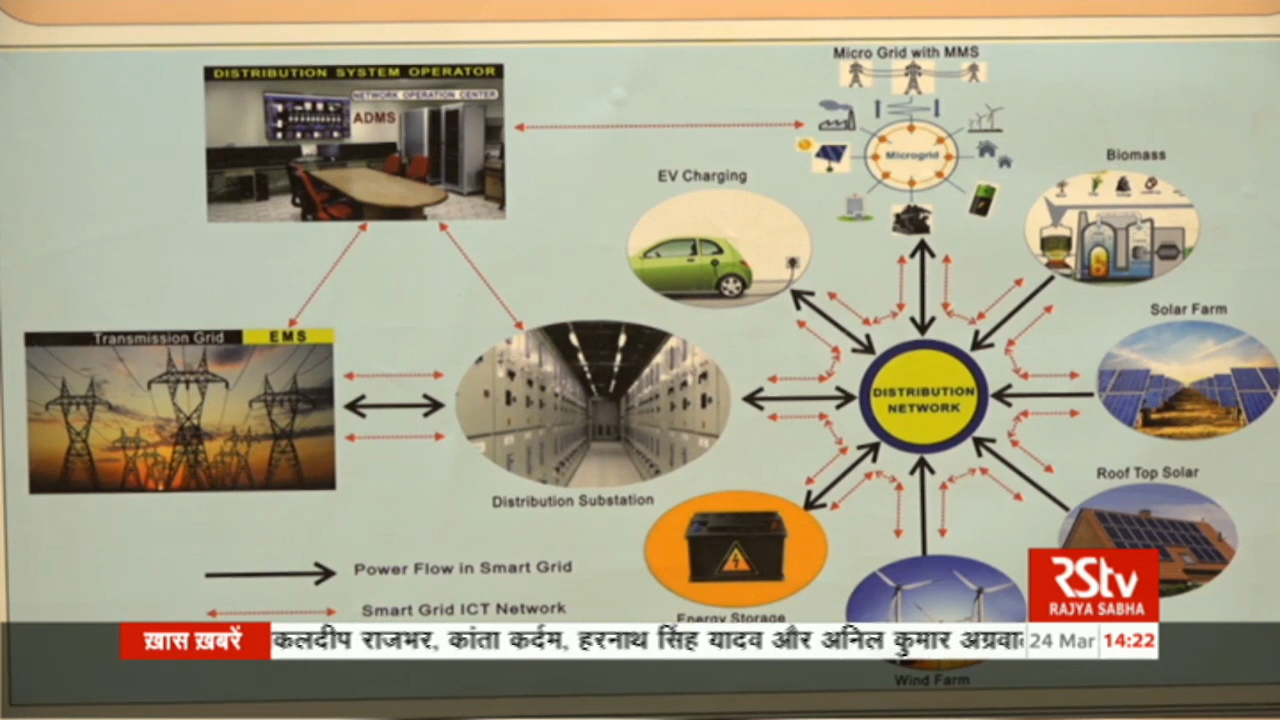 Micro Grid with MMS
DISTRIBUTION SYSTEM OPERATOR
NETWORK OPERATION CENTER
ADMS
Microgrid
Biomass
EV Charging
Solar Farm
Transmission Grid EMS
DISTRIBUTION
NETWORK
Roof Top Solar
Distribution Substation
Power Flow in Smart Grid
Smart Grid ICT Network
Energy Storage
RStv
RAJYA SABHA
ख़ास ख़बरें
कलदीप राजभर, कांता कर्दम, हरनाथ सिंह यादव और अनिल कुमार अग्रवा
24 Mar 14:22
Wind Farm